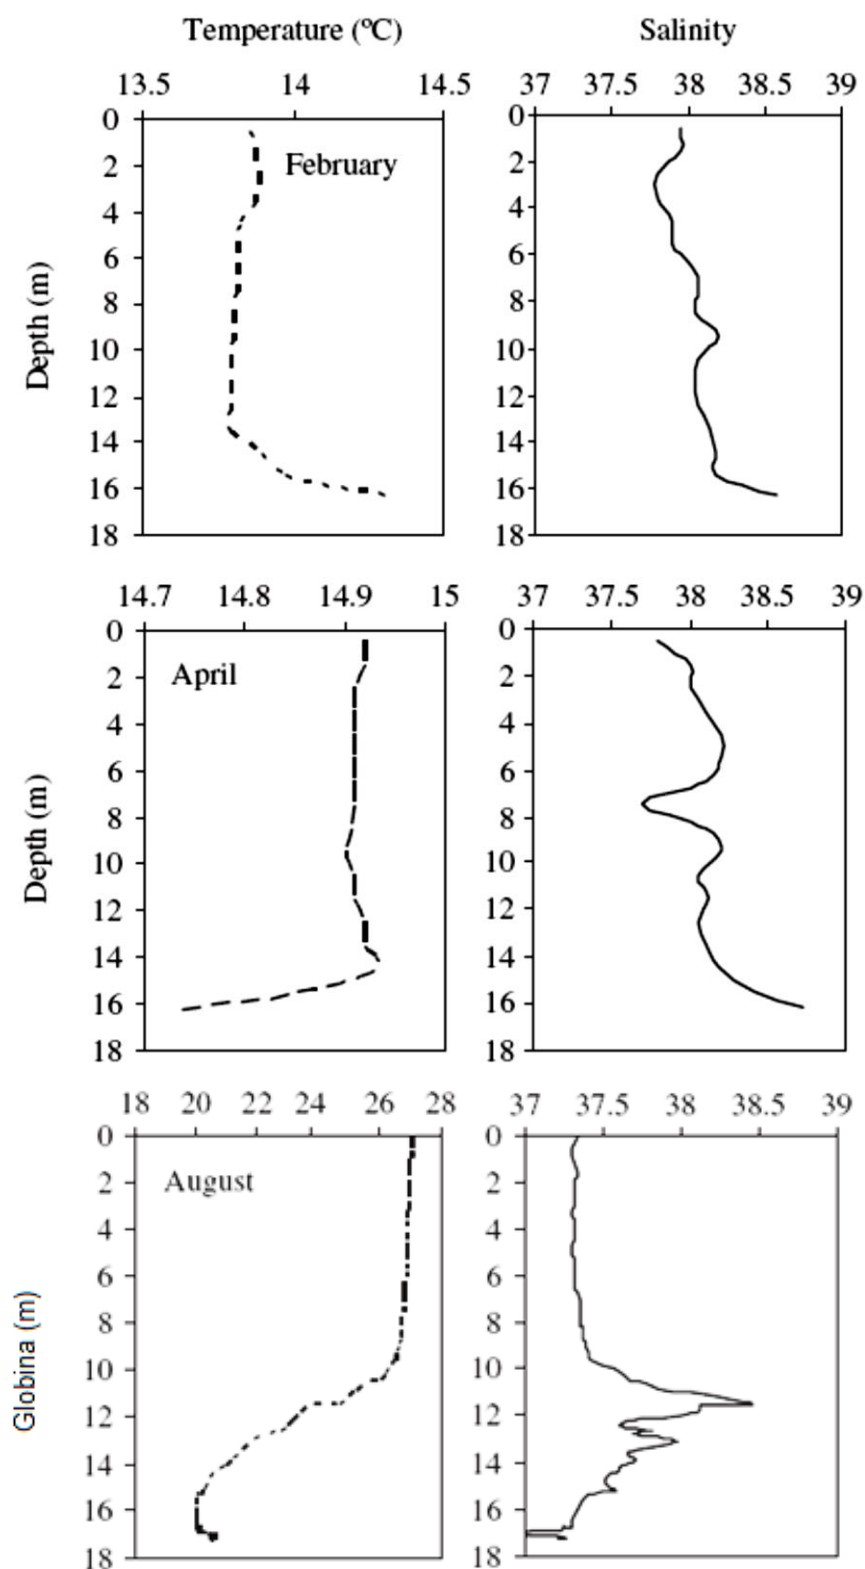 Temperature (ºC) Salinity
13.5 14 14.5 37 37.5 38 38.5 39
0 0
2 February 2
4 4
6 6
8 8
10 10
12 12
14 14
16 16
18 18
Depth (m)
14.7 14.8 14.9 15 37 37.5 38 38.5 39
0 0
2 April 2
4 4
6 6
8 8
10 10
12 12
14 14
16 16
18 18
Depth (m)
18 20 22 24 26 28 37 37.5 38 38.5 39
0 0
2 August 2
4 4
6 6
8 8
10 10
12 12
14 14
16 16
18 18
Globina (m)